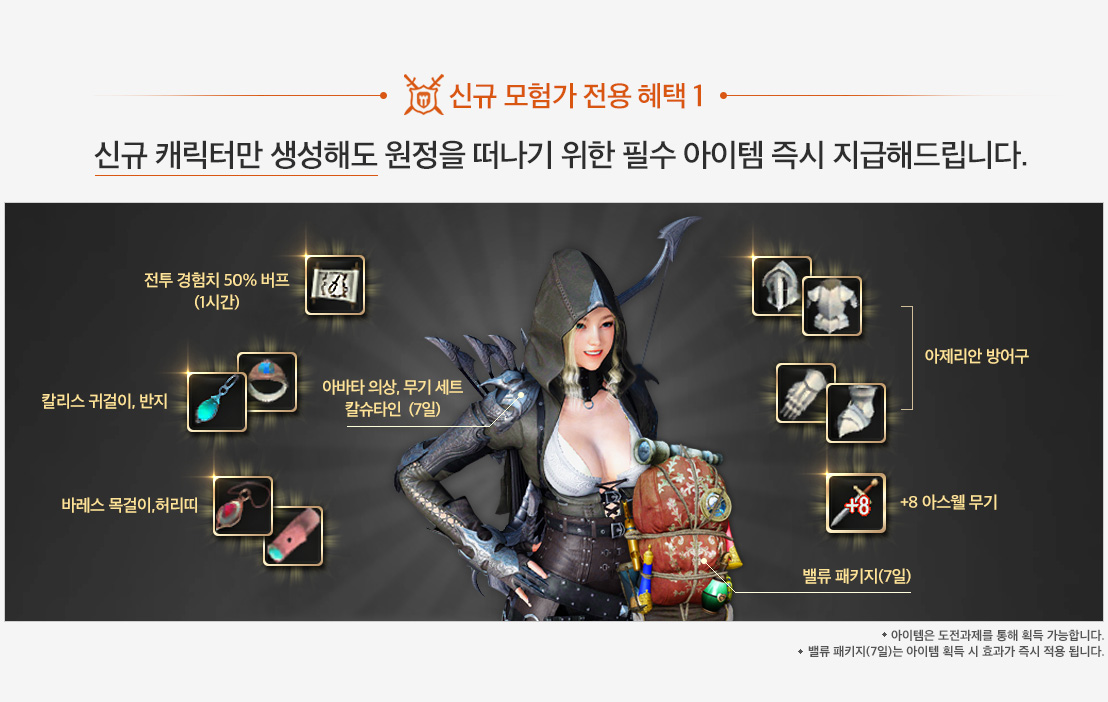 신규 모험가 전용 혜택 1
신규 캐릭터만 생성해도 원정을 떠나기 위한 필수 아이템 즉시 지급해드립니다.
전투 경험치 50% 버프
(1시간)
칼리스 귀걸이, 반지
바레스 목걸이,허리띠
아바타 의상, 무기 세트
칼슈타인 (7일)
아제리안 방어구
+8
+8 아스웰 무기
밸류 패키지(7일)
* 아이템은 도전과제를 통해 획득 가능합니다.
* 밸류 패키지(7일)는 아이템 획득 시 효과가 즉시 적용 됩니다.